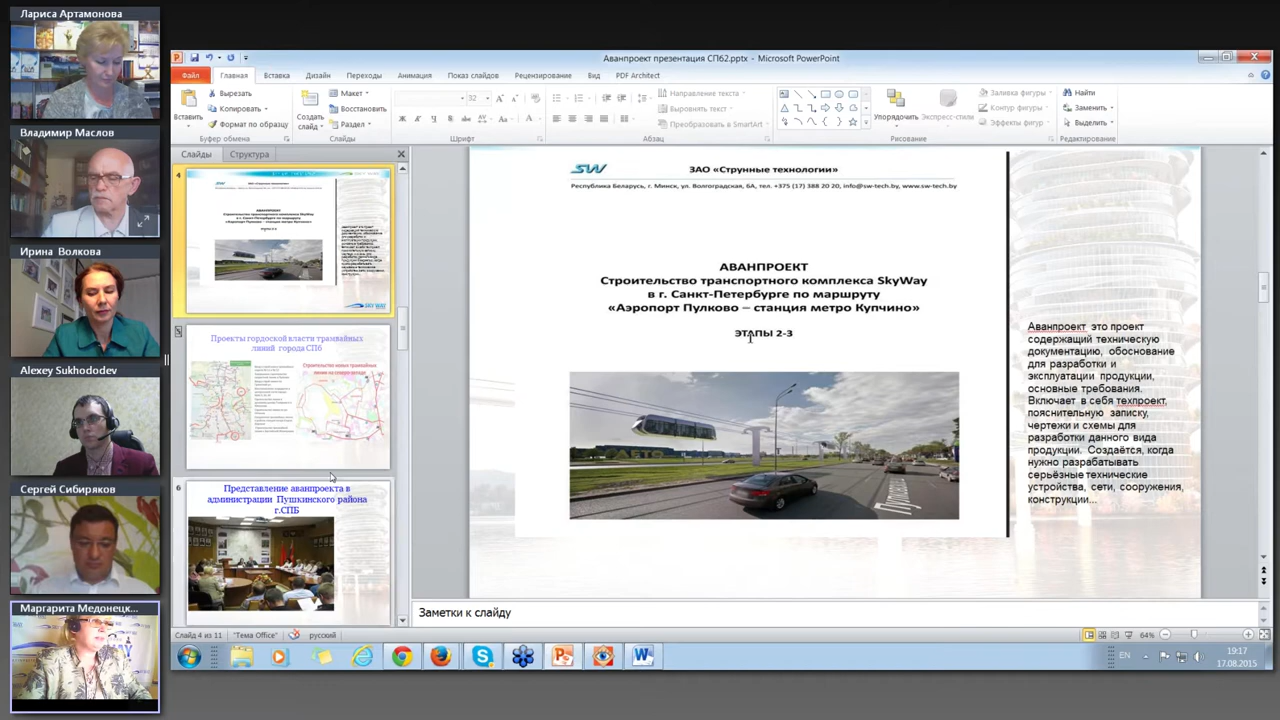 Лариса Артамонова
Владимир Маслов
Ирина Волкова
Alexey Sukhododev
Сергей Сибиряков
Маргарита Медонецк...
Аванпроект презентация СПб2.pptx - Microsoft PowerPoint
Файл Главная Вставка Дизайн Переходы Анимация Показ слайдов Рецензирование Вид PDF Architect
Вставить
Вырезать
Копировать
Формат по образцу
Буфер обмена
Создать слайд
Макет
Восстановить
Раздел
Слайды
32
Шрифт
Направление текста
Выровнять текст
Преобразовать в SmartArt
Абзац
Упорядочить
Экспресс-стили
Заливка фигуры
Контур фигуры
Эффекты фигур
Рисование
Найти
Заменить
Выделить
Редактирование
Слайды Структура
4
Проекты гордоской власти трамвайных
линий города СПб
6
Представление аванпроекта в
администрации Пушкинского района
г.СПБ
SW
ЗАО «Струнные технологии»
Республика Беларусь, г. Минск, ул. Волгоградская, 6А, тел. +375 (17) 388 20 20, info@sw-tech.by, www.sw-tech.by
АВАНПРОЕКТ
Строительство транспортного комплекса SkyWay
в г. Санкт-Петербурге по маршруту
«Аэропорт Пулково – станция метро Купчино»
ЭТАПЫ 2-3
Аванпроект это проект
содержащий техническую
документацию, обоснование
для разработки и
эксплуатации продукции,
основные требования.
Включает в себя техпроект,
пояснительную записку,
чертежи и схемы для
разработки данного вида
продукции. Создаётся, когда
нужно разрабатывать
серьёзные технические
устройства, сети, сооружения,
конструкции...
Заметки к слайду
Слайд 4 из 11 "Тема Office" русский
64%
EN
19:17
17.08.2015